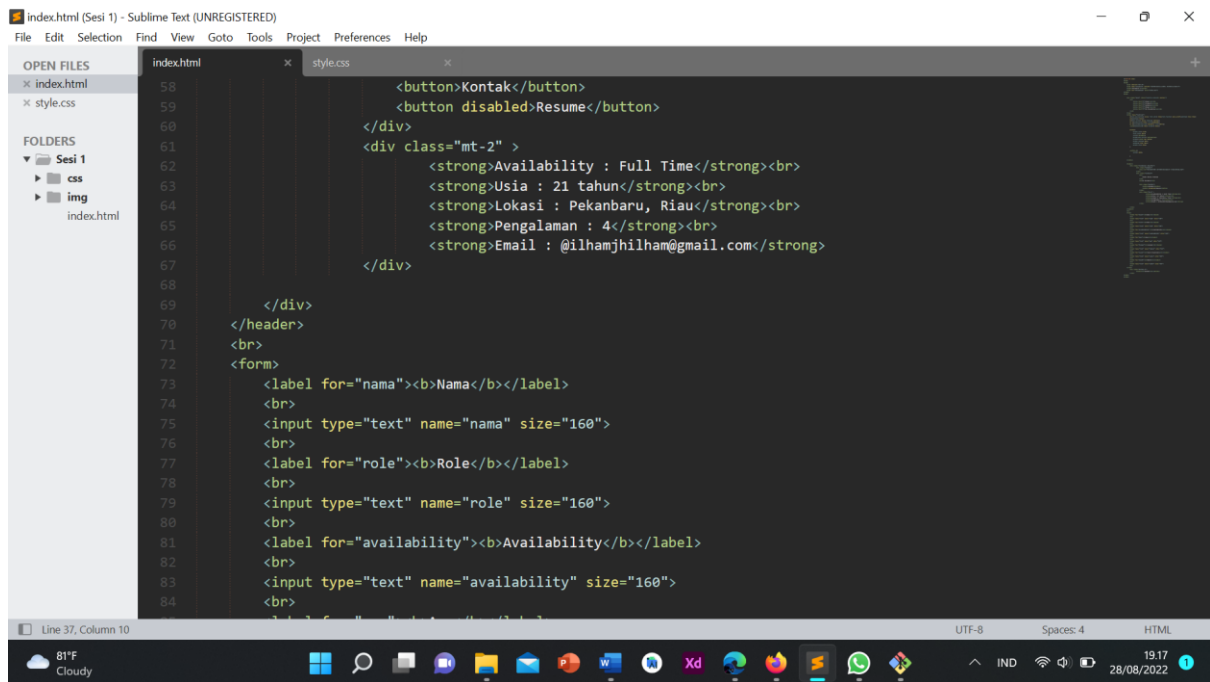 index.html (Sesi 1) - Sublime Text (UNREGISTERED)
File Edit Selection Find View Goto Tools Project Preferences Help
OPEN FILES
index.html
style.css
FOLDERS
Sesi 1
css
img
index.html
index.html style.css
58 <button>Kontak</button>
59 <button disabled>Resume</button>
60 </div>
61 <div class="mt-2" >
62 <strong>Availability : Full Time</strong><br>
63 <strong>Usia : 21 tahun</strong><br>
64 <strong>Lokasi : Pekanbaru, Riau</strong><br>
65 <strong>Pengalaman : 4</strong><br>
66 <strong>Email : @ilhamjhilham@gmail.com</strong>
67 </div>
68
69 </div>
70 </header>
71 <br>
72 <form>
73 <label for="nama"><b>Nama</b></label>
74 <br>
75 <input type="text" name="nama" size="160">
76 <br>
77 <label for="role"><b>Role</b></label>
78 <br>
79 <input type="text" name="role" size="160">
80 <br>
81 <label for="availability"><b>Availability</b></label>
82 <br>
83 <input type="text" name="availability" size="160">
84 <br>
Line 37, Column 10 UTF-8 Spaces: 4 HTML
81°F
Cloudy
Xd
IND
19.17
28/08/2022
1